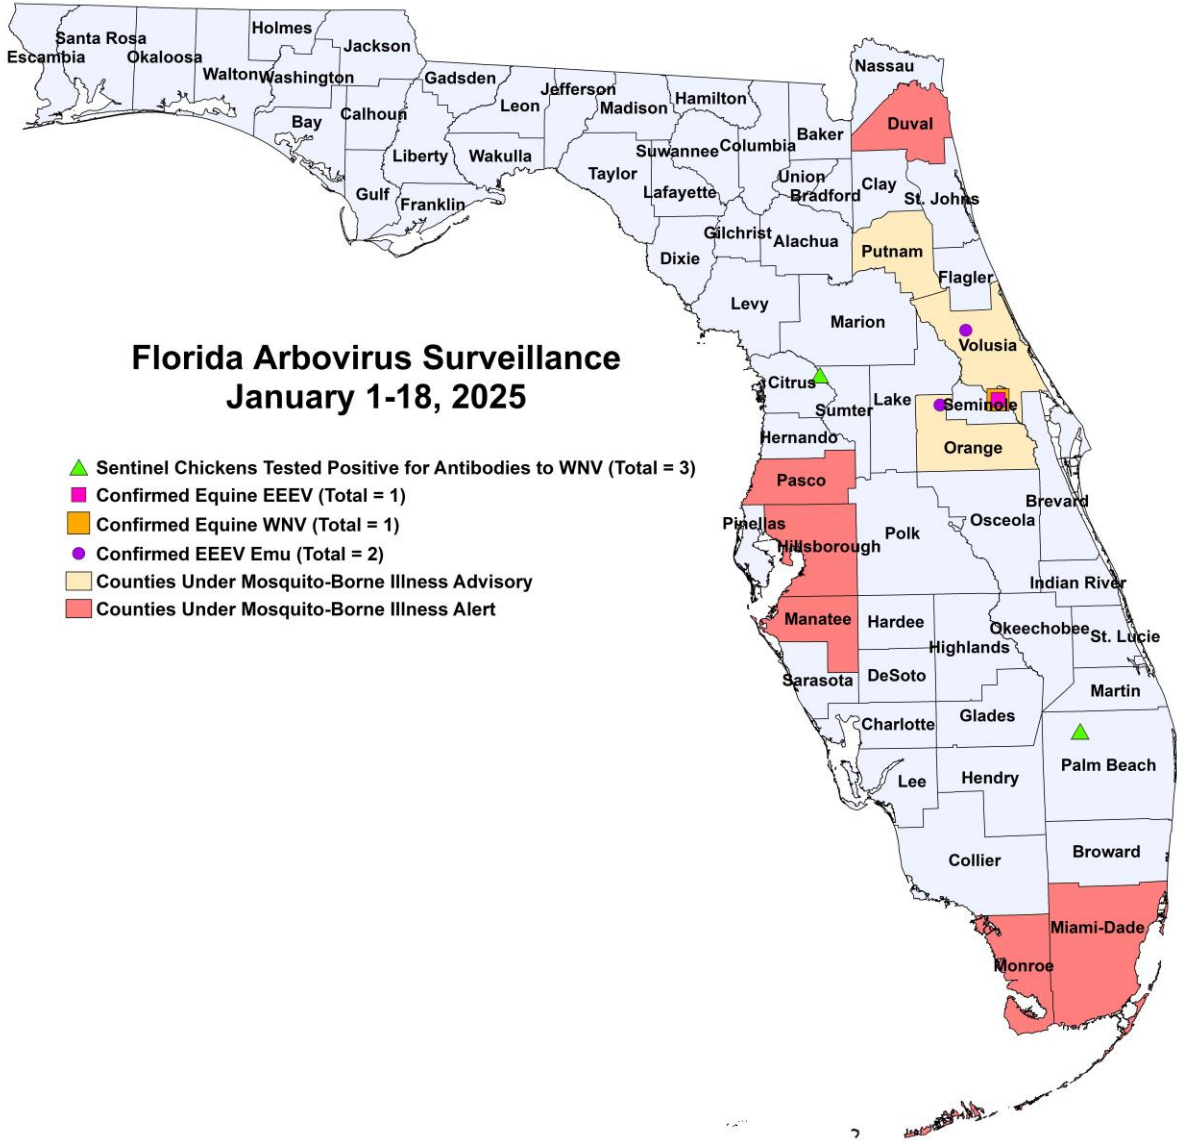 Holmes
Santa Rosa
Jackson
Escambia
Okaloosa
Walton
Washington
Gadsden
Jefferson
Nassau
Leon
Madison
Hamilton
Calhoun
Bay
Duval
Baker
Columbia
Suwannee
Liberty
Wakulla
Taylor
Union
Lafayette
Bradford
Clay
St. Johns
Gulf
Franklin
Gilchrist
Alachua
Putnam
Dixie
Flagler
Levy
Marion
Volusia
Florida Arbovirus Surveillance
January 1-18, 2025
Citrus
Lake
Seminole
Sumter
Hernando
Orange
Sentinel Chickens Tested Positive for Antibodies to WNV (Total = 3)
Confirmed Equine EEEV (Total = 1)
Confirmed Equine WNV (Total = 1)
Confirmed EEEV Emu (Total = 2)
Counties Under Mosquito-Borne Illness Advisory
Counties Under Mosquito-Borne Illness Alert
Pasco
Brevard
Pinellas
Osceola
Polk
Hillsborough
Indian River
Manatee
Hardee
Okeechobee
St. Lucie
Highlands
Sarasota
DeSoto
Martin
Charlotte
Glades
Palm Beach
Lee
Hendry
Collier
Broward
Miami-Dade
Monroe